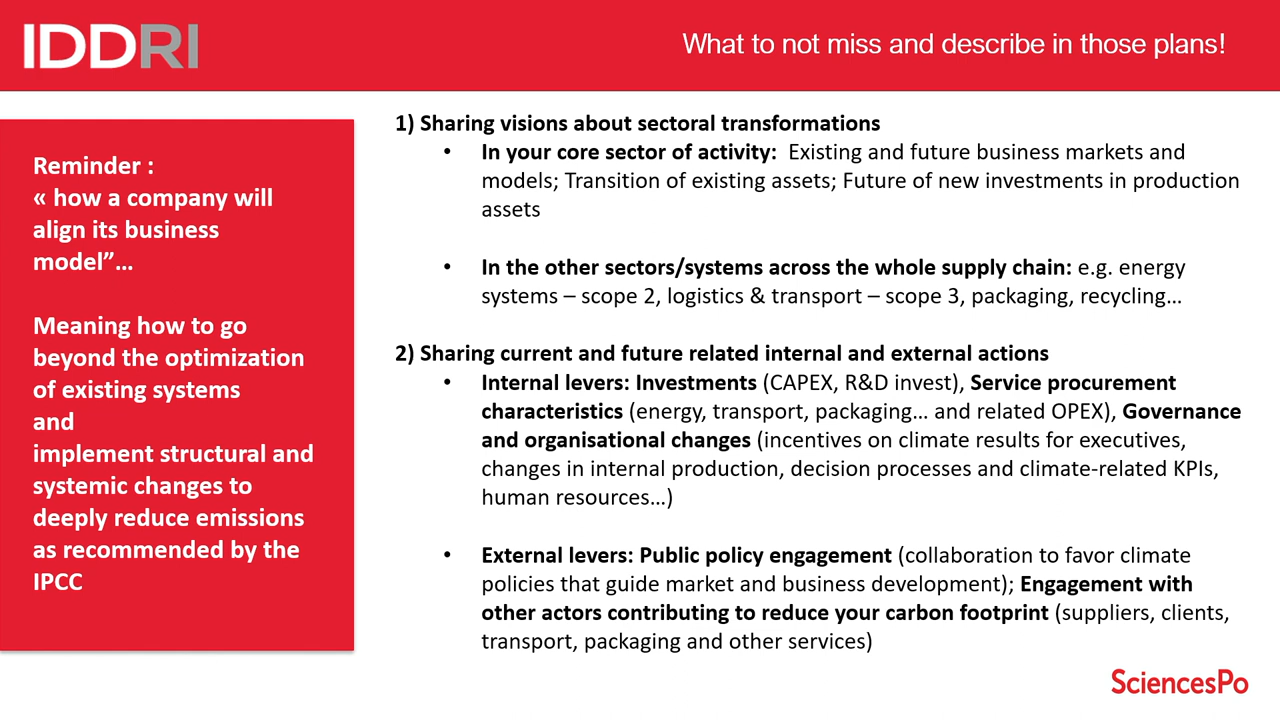 IDDRI
What to not miss and describe in those plans!
Reminder :
« how a company will
align its business
model”…
Meaning how to go
beyond the optimization
of existing systems
and
implement structural and
systemic changes to
deeply reduce emissions
as recommended by the
IPCC
1) Sharing visions about sectoral transformations
• In your core sector of activity: Existing and future business markets and
models; Transition of existing assets; Future of new investments in production
assets
• In the other sectors/systems across the whole supply chain: e.g. energy
systems – scope 2, logistics & transport – scope 3, packaging, recycling…
2) Sharing current and future related internal and external actions
• Internal levers: Investments (CAPEX, R&D invest), Service procurement
characteristics (energy, transport, packaging… and related OPEX), Governance
and organisational changes (incentives on climate results for executives,
changes in internal production, decision processes and climate-related KPIs,
human resources…)
• External levers: Public policy engagement (collaboration to favor climate
policies that guide market and business development); Engagement with
other actors contributing to reduce your carbon footprint (suppliers, clients,
transport, packaging and other services)
SciencesPo